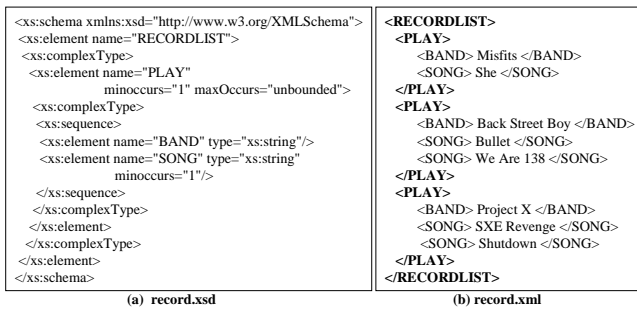 <xs:schema xmlns:xsd="http://www.w3.org/XMLSchema">
<xs:element name="RECORDLIST">
<xs:complexType>
<xs:element name="PLAY"
minoccurs="1" maxOccurs="unbounded">
<xs:complexType>
<xs:sequence>
<xs:element name="BAND" type="xs:string"/>
<xs:element name="SONG" type="xs:string"
minoccurs="1"/>
</xs:sequence>
</xs:complexType>
</xs:element>
</xs:complexType>
</xs:element>
</xs:schema>
(a) record.xsd
<RECORDLIST>
<PLAY>
<BAND> Misfits </BAND>
<SONG> She </SONG>
</PLAY>
<PLAY>
<BAND> Back Street Boy </BAND>
<SONG> Bullet </SONG>
<SONG> We Are 138 </SONG>
</PLAY>
<PLAY>
<BAND> Project X </BAND>
<SONG> SXE Revenge </SONG>
<SONG> Shutdown </SONG>
</PLAY>
</RECORDLIST>
(b) record.xml